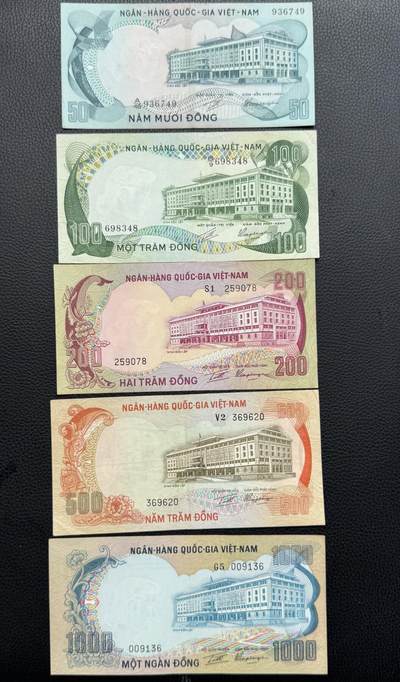 NGÂN-HÀNG QUỐC-GIA VIỆT-NAM
936749
936749
50
50
NĂM MƯƠI ĐỒNG
NGÂN-HÀNG QUỐC-GIA VIỆT-NAM
100
698348
698348
100
100
MỘT TRĂM ĐỒNG
NGÂN-HÀNG QUỐC-GIA VIỆT-NAM
200
S1 259078
259078
200
200
HAI TRĂM ĐỒNG
NGÂN-HÀNG QUỐC-GIA VIỆT-NAM
500
V2 369620
369620
500
500
NĂM TRĂM ĐỒNG
NGÂN-HÀNG QUỐC-GIA VIỆT-NAM
1000
G5 009136
009136
1000
1000
MỘT NGÀN ĐỒNG